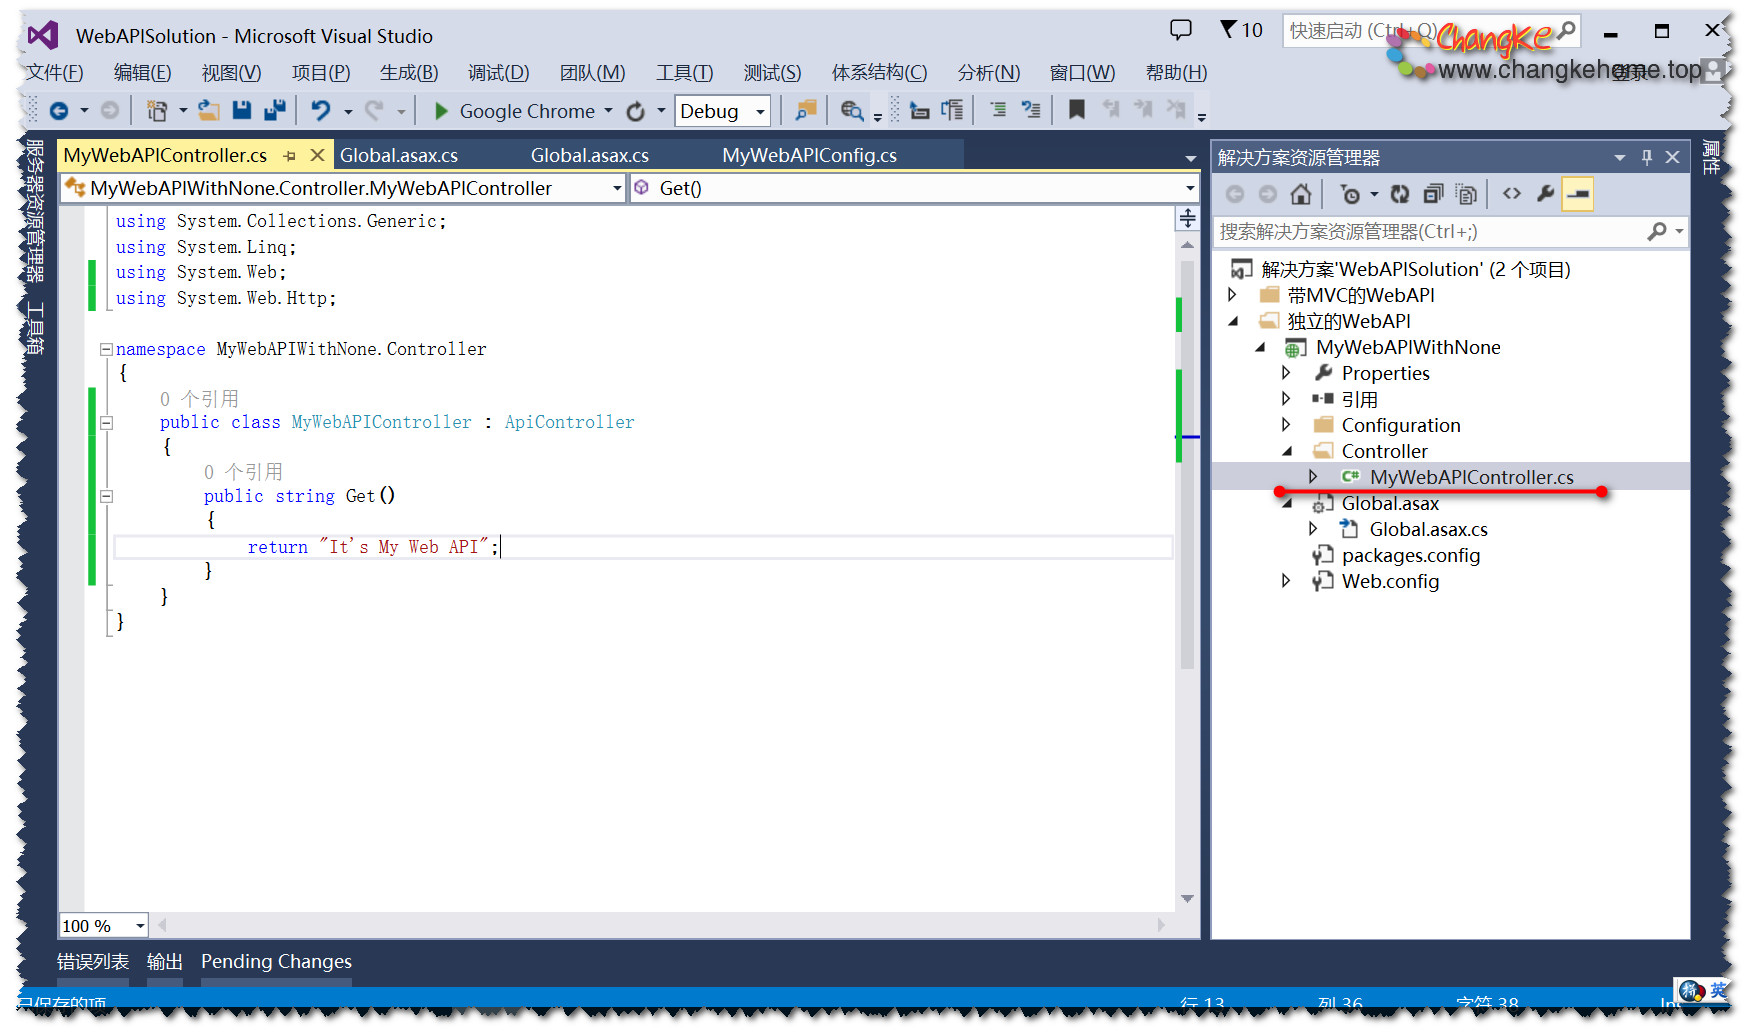 WebAPISolution - Microsoft Visual Studio
10
快速启动 (Ctrl+Q)
ChangKe
www.changkehome.top
文件(F) 编辑(E) 视图(V) 项目(P) 生成(B) 调试(D) 团队(M) 工具(T) 测试(S) 体系结构(C) 分析(N) 窗口(W) 帮助(H)
Google Chrome Debug
服务器资源管理器
工具箱
MyWebAPIController.cs Global.asax.cs Global.asax.cs MyWebAPIConfig.cs
MyWebAPIWithNone.Controller.MyWebAPIController Get()
using System.Collections.Generic;
using System.Linq;
using System.Web;
using System.Web.Http;
namespace MyWebAPIWithNone.Controller
{
0 个引用
public class MyWebAPIController : ApiController
{
0 个引用
public string Get()
{
return "It's My Web API";
}
}
}
100 %
解决方案资源管理器
搜索解决方案资源管理器(Ctrl+;)
解决方案'WebAPISolution' (2 个项目)
带MVC的WebAPI
独立的WebAPI
MyWebAPIWithNone
Properties
引用
Configuration
Controller
C# MyWebAPIController.cs
Global.asax
Global.asax.cs
packages.config
Web.config
属性
错误列表 输出 Pending Changes
已保存的项 行 13 列 36 字符 38 In
英